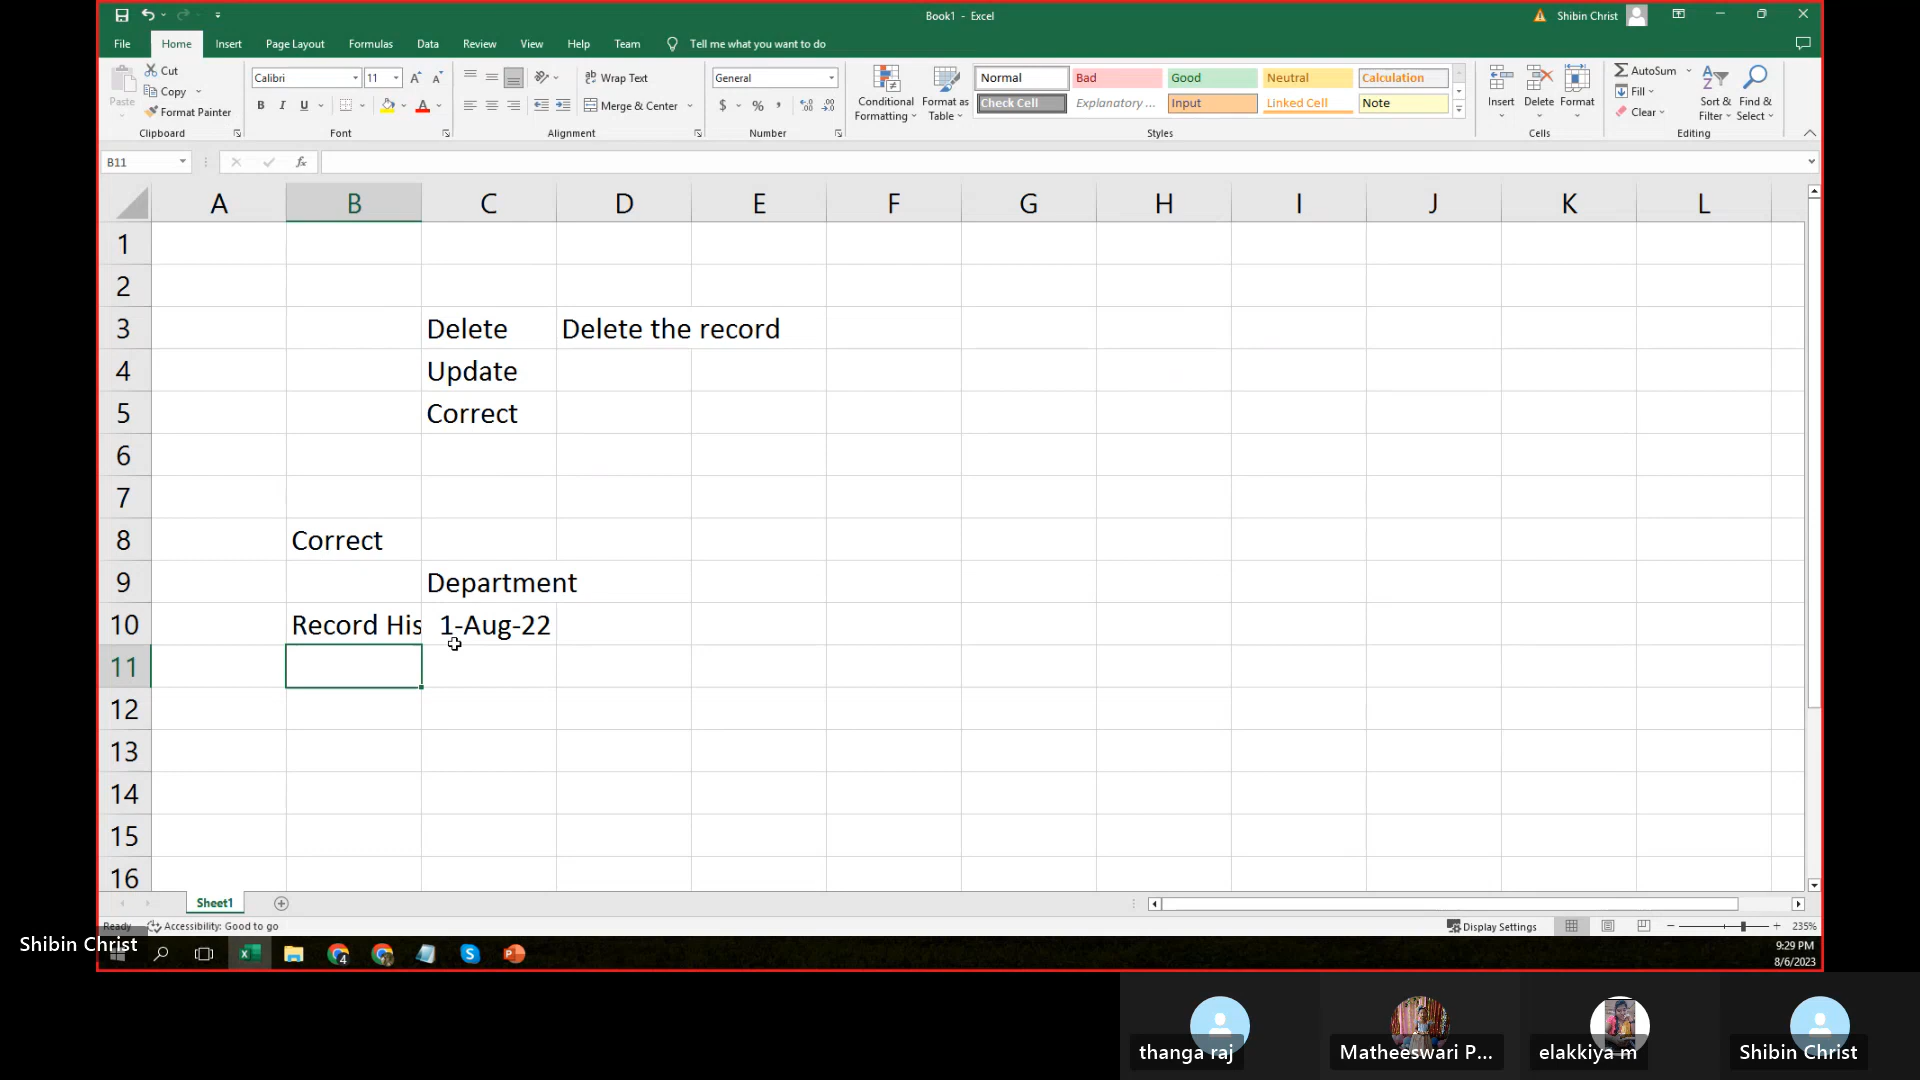 Book1 - Excel
Shibin Christ
File Home Insert Page Layout Formulas Data Review View Help Team Tell me what you want to do
Paste
Cut
Copy
Format Painter
Clipboard
Calibri 11
B I U
Font
Wrap Text
Merge & Center
Alignment
General
$ % ,
Number
Conditional
Formatting
Format as
Table
Normal Bad Good Neutral Calculation
Check Cell Explanatory ... Input Linked Cell Note
Styles
Insert Delete Format
Cells
AutoSum
Fill
Clear
Sort &
Filter
Find &
Select
Editing
B11
fx
A B C D E F G H I J K L
1
2
3 Delete Delete the record
4 Update
5 Correct
6
7
8 Correct
9 Department
10 Record His 1-Aug-22
11
12
13
14
15
16
Sheet1
Ready Accessibility: Good to go
Display Settings
235%
Shibin Christ
4
9:29 PM
8/6/2023
thanga raj
Matheeswari P...
elakkiya m
Shibin Christ